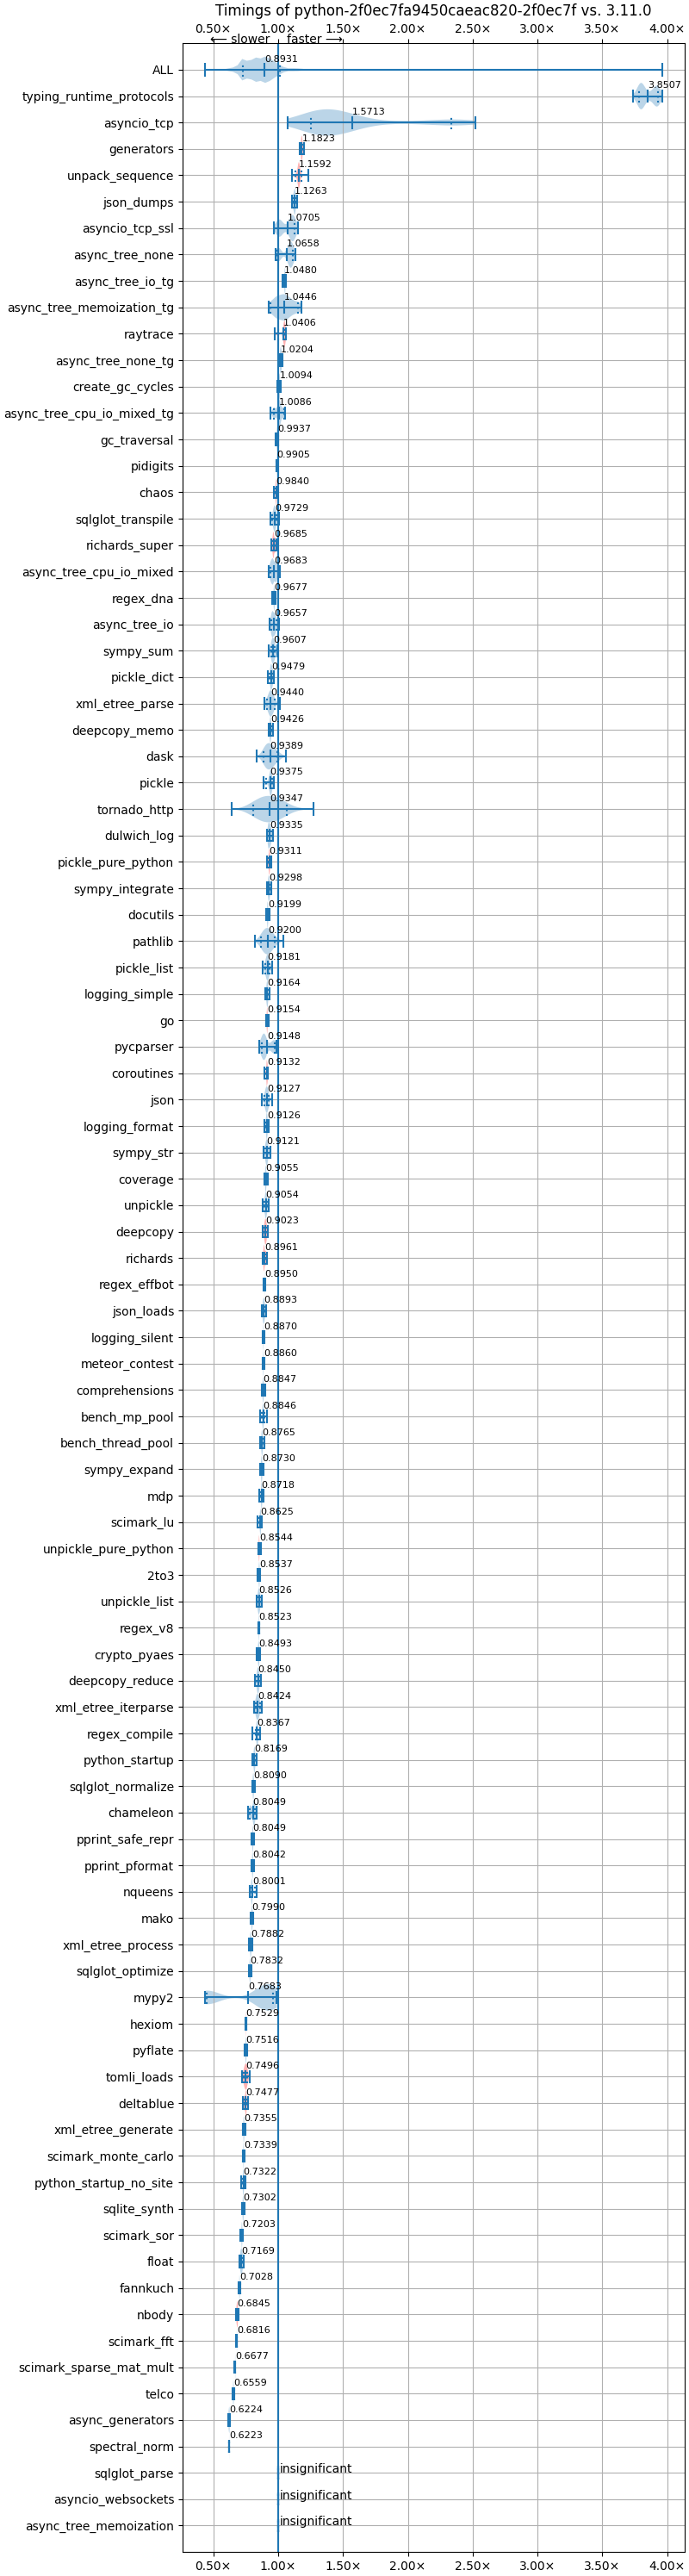 Timings of python-2f0ec7fa9450caeac820-2f0ec7f vs. 3.11.0
0.50× 1.00× 1.50× 2.00× 2.50× 3.00× 3.50× 4.00×
⟵ slower faster ⟶
ALL 0.8931
typing_runtime_protocols 3.8507
asyncio_tcp 1.5713
generators 1.1823
unpack_sequence 1.1592
json_dumps 1.1263
asyncio_tcp_ssl 1.0705
async_tree_none 1.0658
async_tree_io_tg 1.0480
async_tree_memoization_tg 1.0446
raytrace 1.0406
async_tree_none_tg 1.0204
create_gc_cycles 1.0094
async_tree_cpu_io_mixed_tg 1.0086
gc_traversal 0.9937
pidigits 0.9905
chaos 0.9840
sqlglot_transpile 0.9729
richards_super 0.9685
async_tree_cpu_io_mixed 0.9683
regex_dna 0.9677
async_tree_io 0.9657
sympy_sum 0.9607
pickle_dict 0.9479
xml_etree_parse 0.9440
deepcopy_memo 0.9426
dask 0.9389
pickle 0.9375
tornado_http 0.9347
dulwich_log 0.9335
pickle_pure_python 0.9311
sympy_integrate 0.9298
docutils 0.9199
pathlib 0.9200
pickle_list 0.9181
logging_simple 0.9164
go 0.9154
pycparser 0.9148
coroutines 0.9132
json 0.9127
logging_format 0.9126
sympy_str 0.9121
coverage 0.9055
unpickle 0.9054
deepcopy 0.9023
richards 0.8961
regex_effbot 0.8950
json_loads 0.8893
logging_silent 0.8870
meteor_contest 0.8860
comprehensions 0.8847
bench_mp_pool 0.8846
bench_thread_pool 0.8765
sympy_expand 0.8730
mdp 0.8718
scimark_lu 0.8625
unpickle_pure_python 0.8544
2to3 0.8537
unpickle_list 0.8526
regex_v8 0.8523
crypto_pyaes 0.8493
deepcopy_reduce 0.8450
xml_etree_iterparse 0.8424
regex_compile 0.8367
python_startup 0.8169
sqlglot_normalize 0.8090
chameleon 0.8049
pprint_safe_repr 0.8049
pprint_pformat 0.8042
nqueens 0.8001
mako 0.7990
xml_etree_process 0.7882
sqlglot_optimize 0.7832
mypy2 0.7683
hexiom 0.7529
pyflate 0.7516
tomli_loads 0.7496
deltablue 0.7477
xml_etree_generate 0.7355
scimark_monte_carlo 0.7339
python_startup_no_site 0.7322
sqlite_synth 0.7302
scimark_sor 0.7203
float 0.7169
fannkuch 0.7028
nbody 0.6845
scimark_fft 0.6816
scimark_sparse_mat_mult 0.6677
telco 0.6559
async_generators 0.6224
spectral_norm 0.6223
sqlglot_parse insignificant
asyncio_websockets insignificant
async_tree_memoization insignificant
0.50× 1.00× 1.50× 2.00× 2.50× 3.00× 3.50× 4.00×